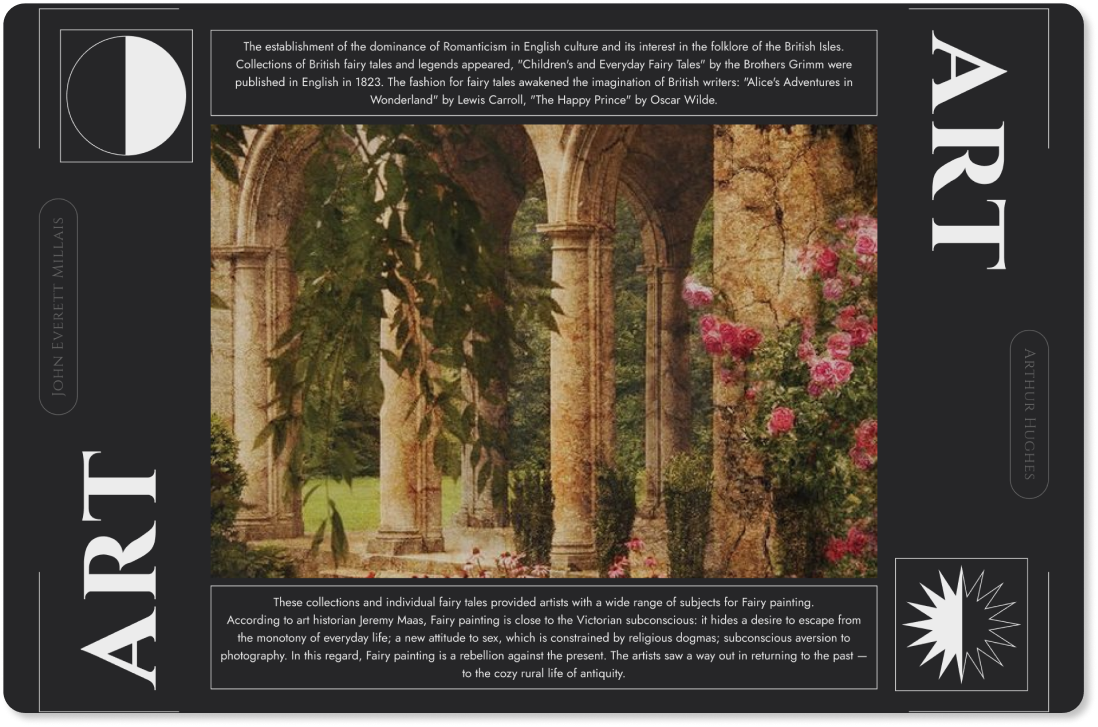 The establishment of the dominance of Romanticism in English culture and its interest in the folklore of the British Isles.
Collections of British fairy tales and legends appeared, "Children's and Everyday Fairy Tales" by the Brothers Grimm were
published in English in 1823. The fashion for fairy tales awakened the imagination of British writers: "Alice's Adventures in
Wonderland" by Lewis Carroll, "The Happy Prince" by Oscar Wilde.
ART
JOHN EVERETT MILLAIS
ARTHUR HUGHES
ART
These collections and individual fairy tales provided artists with a wide range of subjects for Fairy painting.
According to art historian Jeremy Maas, Fairy painting is close to the Victorian subconscious: it hides a desire to escape from
the monotony of everyday life; a new attitude to sex, which is constrained by religious dogmas; subconscious aversion to
photography. In this regard, Fairy painting is a rebellion against the present. The artists saw a way out in returning to the past —
to the cozy rural life of antiquity.